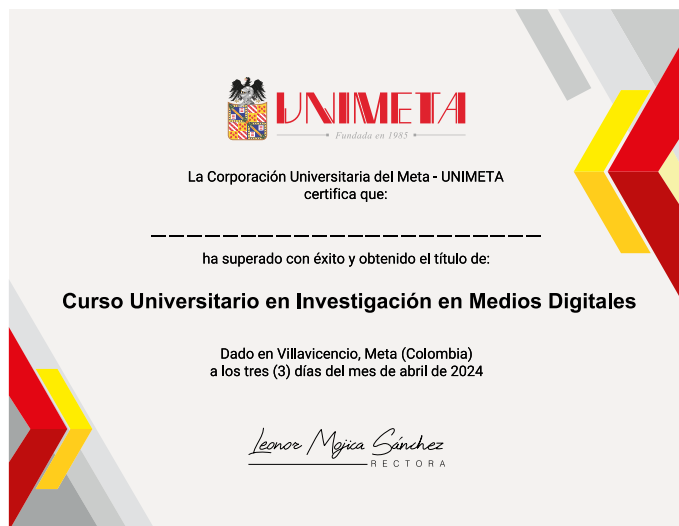 UNIMETA
Fundada en 1985
La Corporación Universitaria del Meta - UNIMETA
certifica que:
ha superado con éxito y obtenido el título de:
Curso Universitario en Investigación en Medios Digitales
Dado en Villavicencio, Meta (Colombia)
a los tres (3) días del mes de abril de 2024
Leonor Mojica Sánchez
RECTORA